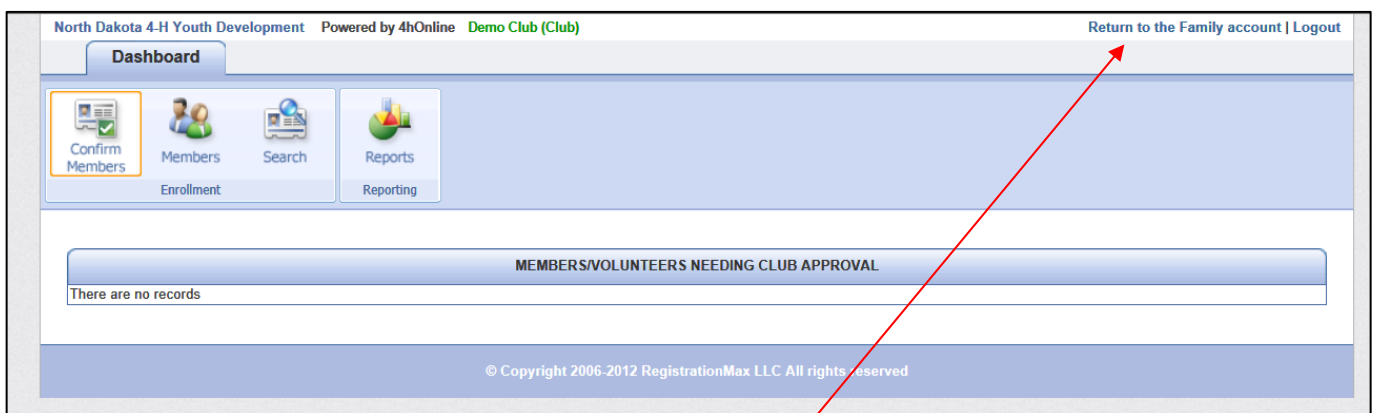 North Dakota 4-H Youth Development Powered by 4hOnline Demo Club (Club) Return to the Family account | Logout
Dashboard
Confirm Members
Members
Search
Reports
Enrollment
Reporting
MEMBERS/VOLUNTEERS NEEDING CLUB APPROVAL
There are no records
© Copyright 2006-2012 RegistrationMax LLC All rights reserved